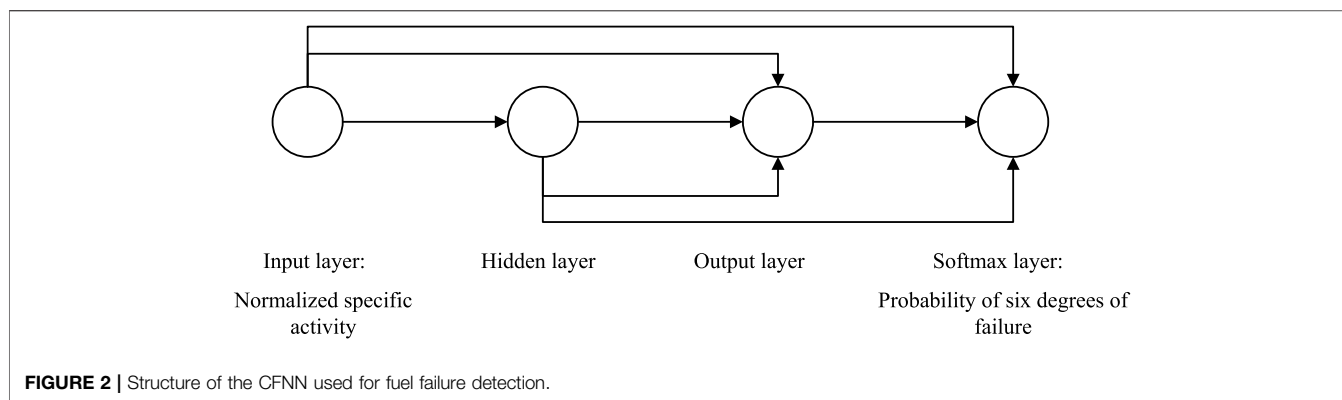 Input layer:
Hidden layer
Output layer
Softmax layer:
Normalized specific
activity
Probability of six degrees of
failure
FIGURE 2 | Structure of the CFNN used for fuel failure detection.